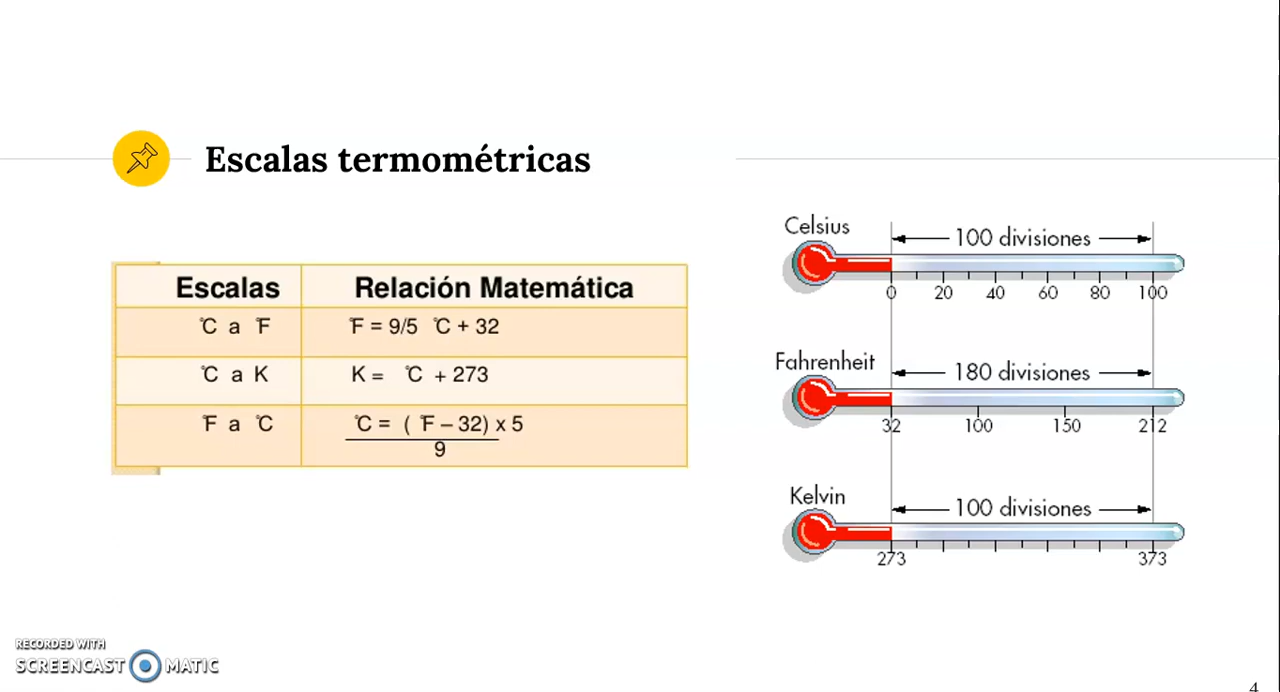 Escalas termométricas
Escalas Relación Matemática
℃ a ℉ ℉ = 9/5 ℃ + 32
℃ a K K = ℃ + 273
℉ a ℃ ℃ = ( ℉ – 32) x 5
9
Celsius
100 divisiones
0 20 40 60 80 100
Fahrenheit
180 divisiones
32 100 150 212
Kelvin
100 divisiones
273 373
RECORDED WITH
SCREENCAST MATIC
4